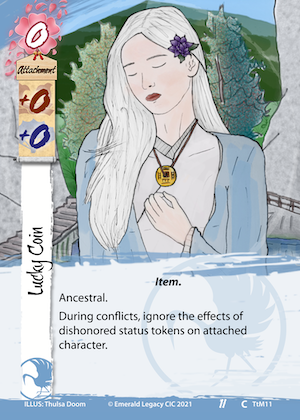 0
Attachment
+0
+0
Lucky Coin
Item.
Ancestral.
During conflicts, ignore the effects of
dishonored status tokens on attached
character.
ILLUS: Thulsa Doom © Emerald Legacy CIC 2021 11 C TtM11